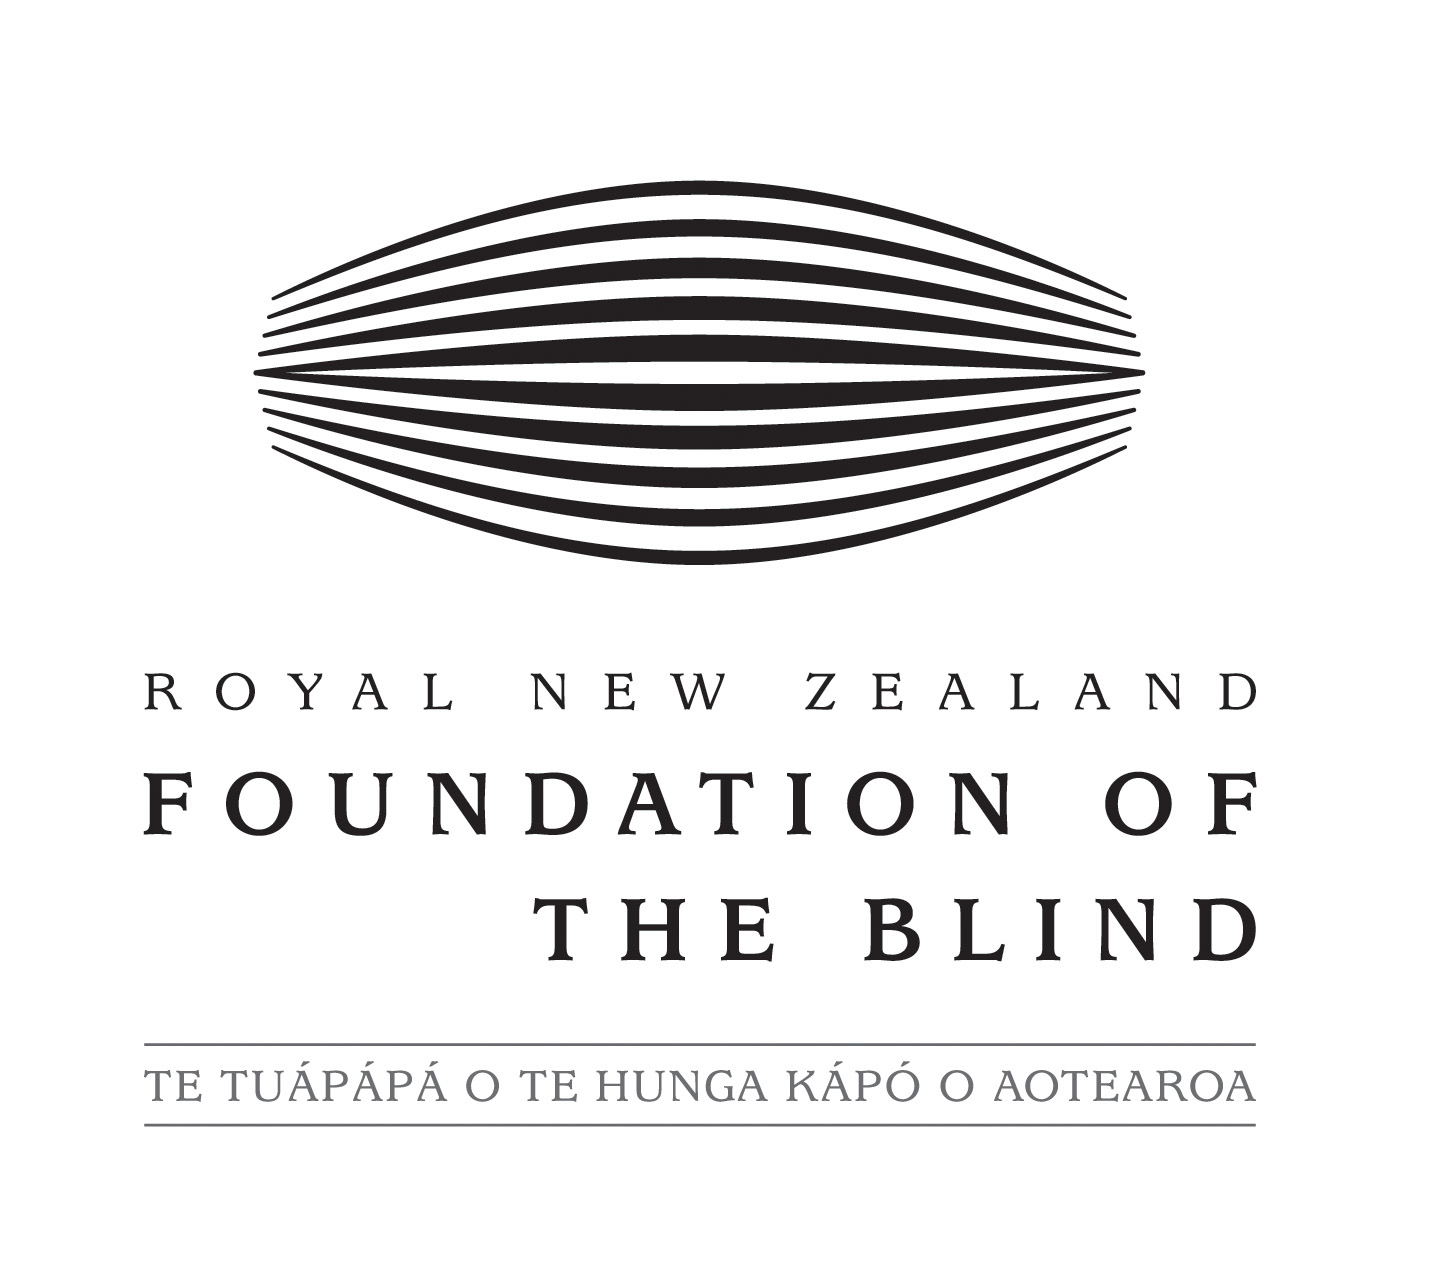 ROYAL NEW ZEALAND
FOUNDATION OF
THE BLIND
TE TUÁPÁPÁ O TE HUNGA KÁPÓ O AOTEAROA